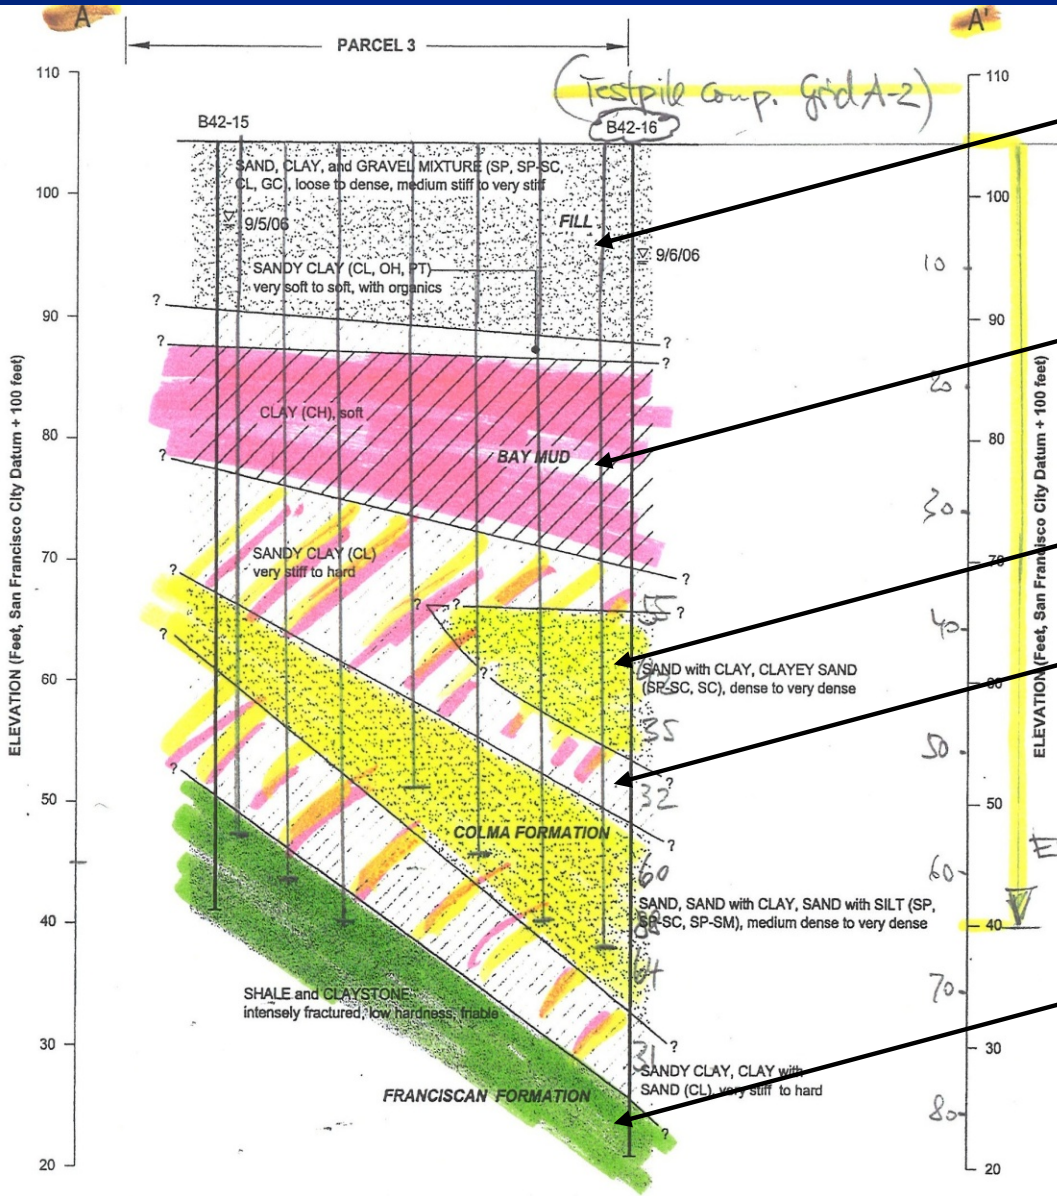 A
A'
PARCEL 3
(Testpile comp. Grid A-2)
110
110
B42-15
B42-16
SAND, CLAY, and GRAVEL MIXTURE (SP, SP-SC,
CL, GC), loose to dense, medium stiff to very stiff
100
100
9/5/06
FILL
9/6/06
10
SANDY CLAY (CL, OH, PT)
very soft to soft, with organics
?
90
90
?
?
?
20
CLAY (CH), soft
80
80
BAY MUD
?
30
SANDY CLAY (CL)
very stiff to hard
70
70
?
?
? ?
55
?
40
?
SAND with CLAY, CLAYEY SAND
(SP-SC, SC), dense to very dense
60
60
?
35
50
?
?
32
50
50
COLMA FORMATION
?
60
60
E
SAND, SAND with CLAY, SAND with SILT (SP,
SP-SC, SP-SM), medium dense to very dense
40
40
64
70
SHALE and CLAYSTONE
intensely fractured, low hardness, friable
30
30
?
31
SANDY CLAY, CLAY with
SAND (CL), very stiff to hard
FRANCISCAN FORMATION
80
?
20
20
ELEVATION (Feet, San Francisco City Datum + 100 feet)
ELEVATION (Feet, San Francisco City Datum + 100 feet)